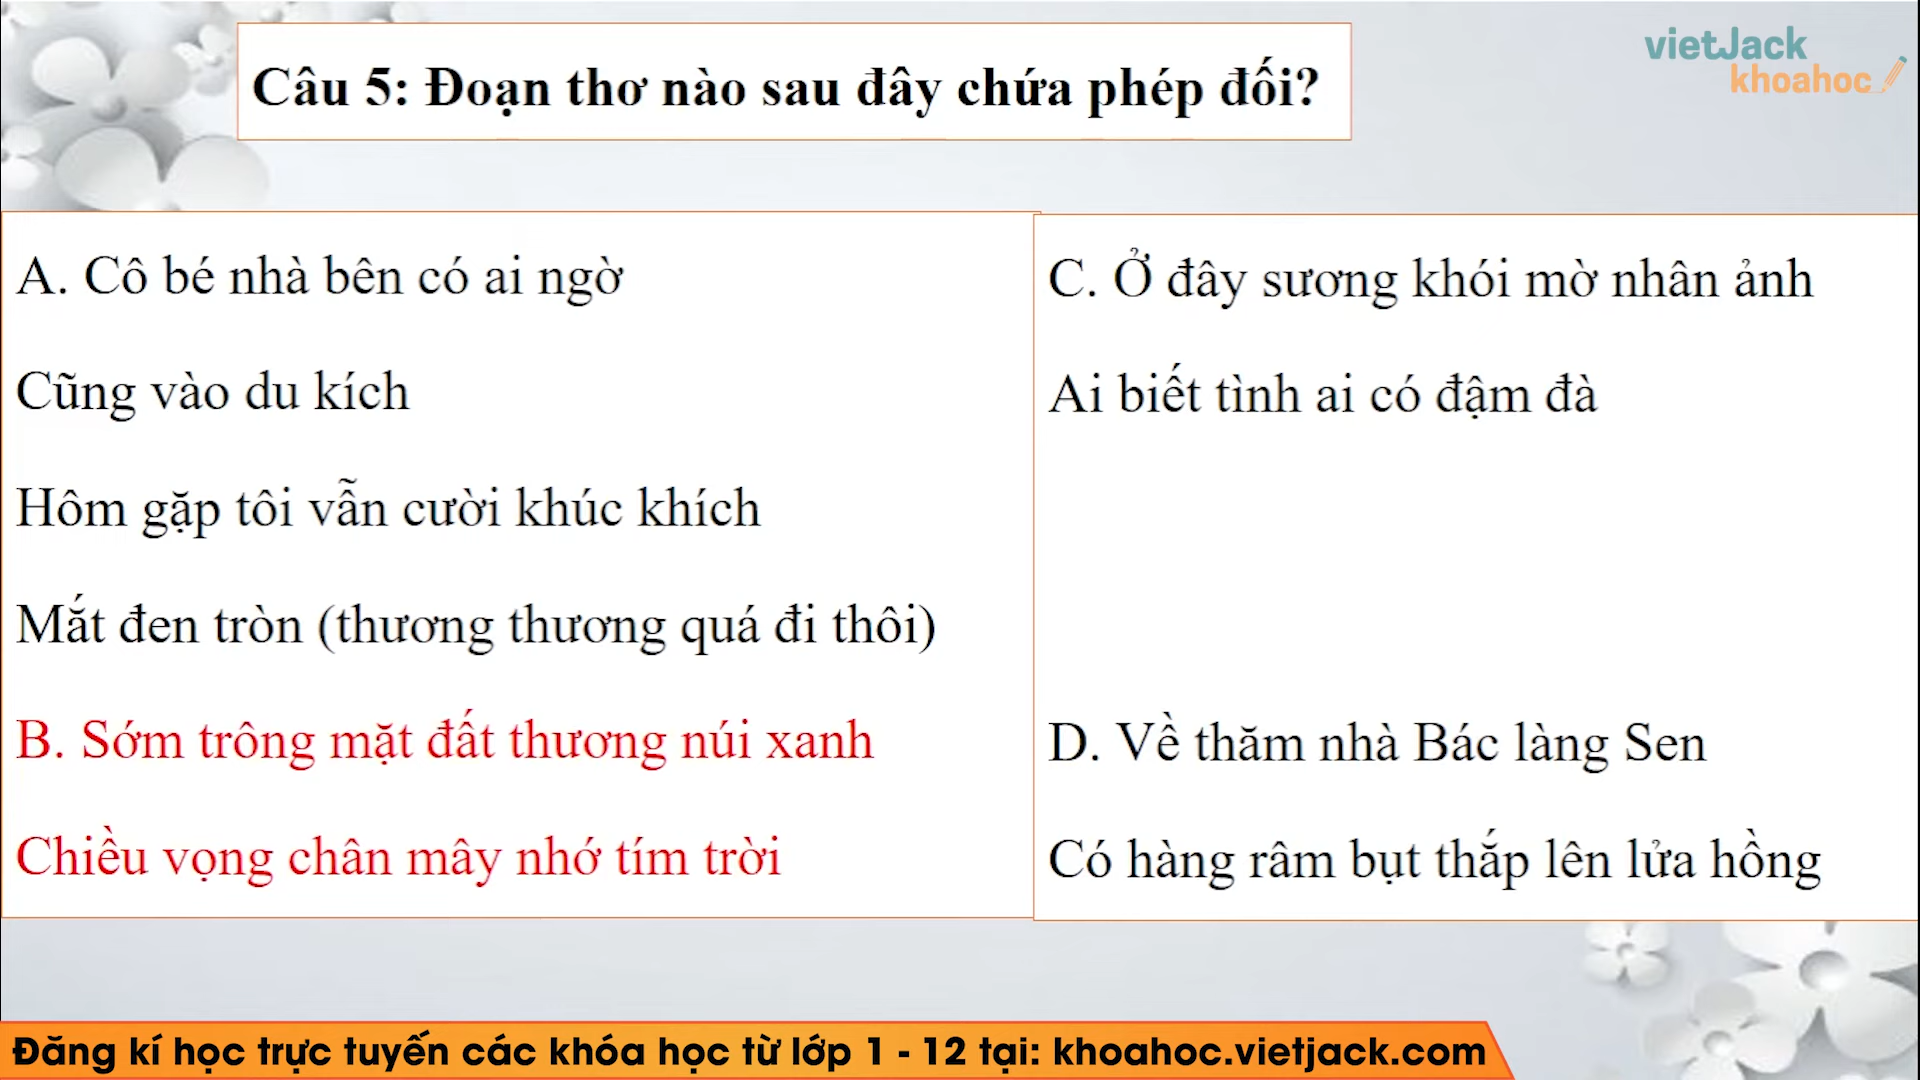 vietJack
khoahoc
Câu 5: Đoạn thơ nào sau đây chứa phép đối?
A. Cô bé nhà bên có ai ngờ
Cũng vào du kích
Hôm gặp tôi vẫn cười khúc khích
Mắt đen tròn (thương thương quá đi thôi)
B. Sớm trông mặt đất thương núi xanh
Chiều vọng chân mây nhớ tím trời
C. Ở đây sương khói mờ nhân ảnh
Ai biết tình ai có đậm đà
D. Về thăm nhà Bác làng Sen
Có hàng râm bụt thắp lên lửa hồng
Đăng kí học trực tuyến các khóa học từ lớp 1 - 12 tại: khoahoc.vietjack.com